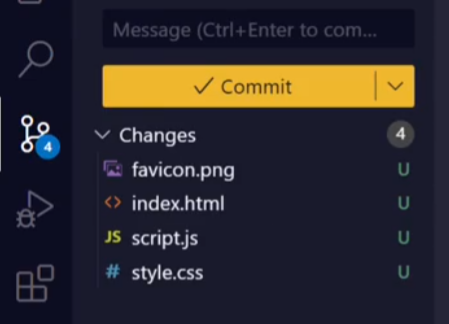 Message (Ctrl+Enter to com...
Commit
4
Changes 4
favicon.png U
<> index.html U
JS script.js U
# style.css U